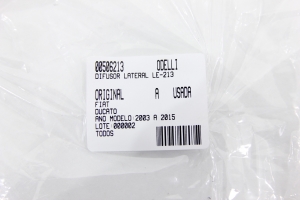 00506213 ODELLI
DIFUSOR LATERAL LE-213
ORIGINAL A USADA
FIAT
DUCATO
ANO MODELO 2003 A 2015
LOTE 000002
TODOS